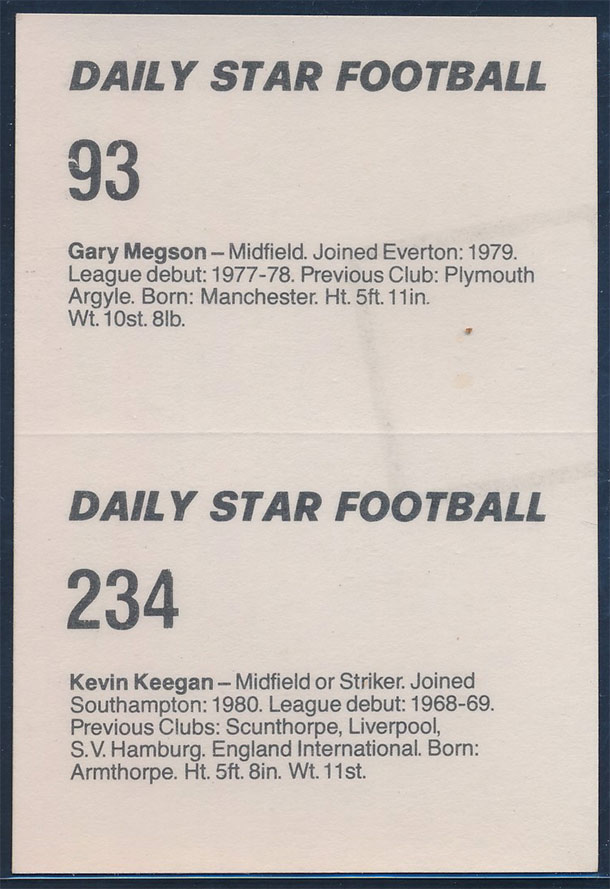 DAILY STAR FOOTBALL
93
Gary Megson – Midfield. Joined Everton: 1979.
League debut: 1977-78. Previous Club: Plymouth
Argyle. Born: Manchester. Ht. 5ft. 11in.
Wt. 10st. 8lb.
DAILY STAR FOOTBALL
234
Kevin Keegan – Midfield or Striker. Joined
Southampton: 1980. League debut: 1968-69.
Previous Clubs: Scunthorpe, Liverpool,
S.V. Hamburg. England International. Born:
Armthorpe. Ht. 5ft. 8in. Wt. 11st.